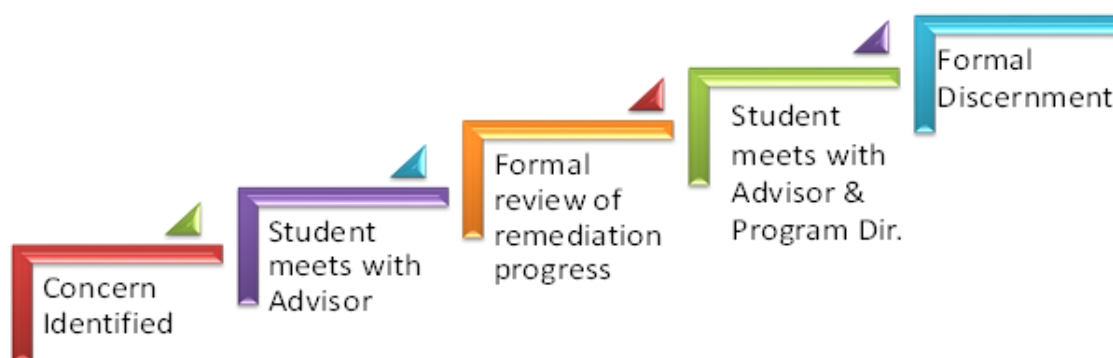 Concern
Identified
Student
meets with
Advisor
Formal
review of
remediation
progress
Student
meets with
Advisor &
Program Dir.
Formal
Discernment